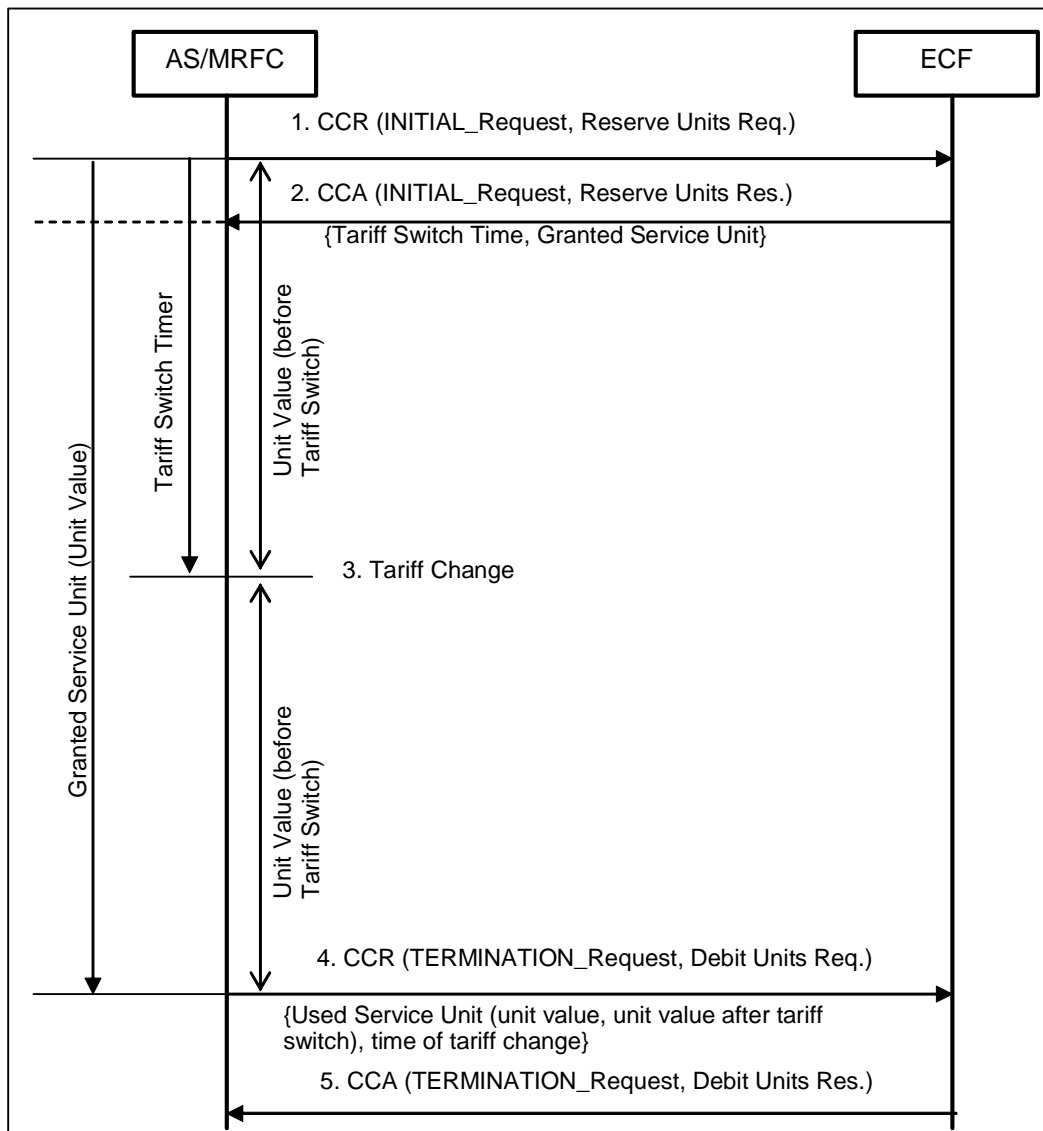 AS/MRFC
ECF
1. CCR (INITIAL_Request, Reserve Units Req.)
2. CCA (INITIAL_Request, Reserve Units Res.)
{Tariff Switch Time, Granted Service Unit}
Granted Service Unit (Unit Value)
Tariff Switch Timer
Unit Value (before
Tariff Switch)
3. Tariff Change
Unit Value (before
Tariff Switch)
4. CCR (TERMINATION_Request, Debit Units Req.)
{Used Service Unit (unit value, unit value after tariff
switch), time of tariff change}
5. CCA (TERMINATION_Request, Debit Units Res.)